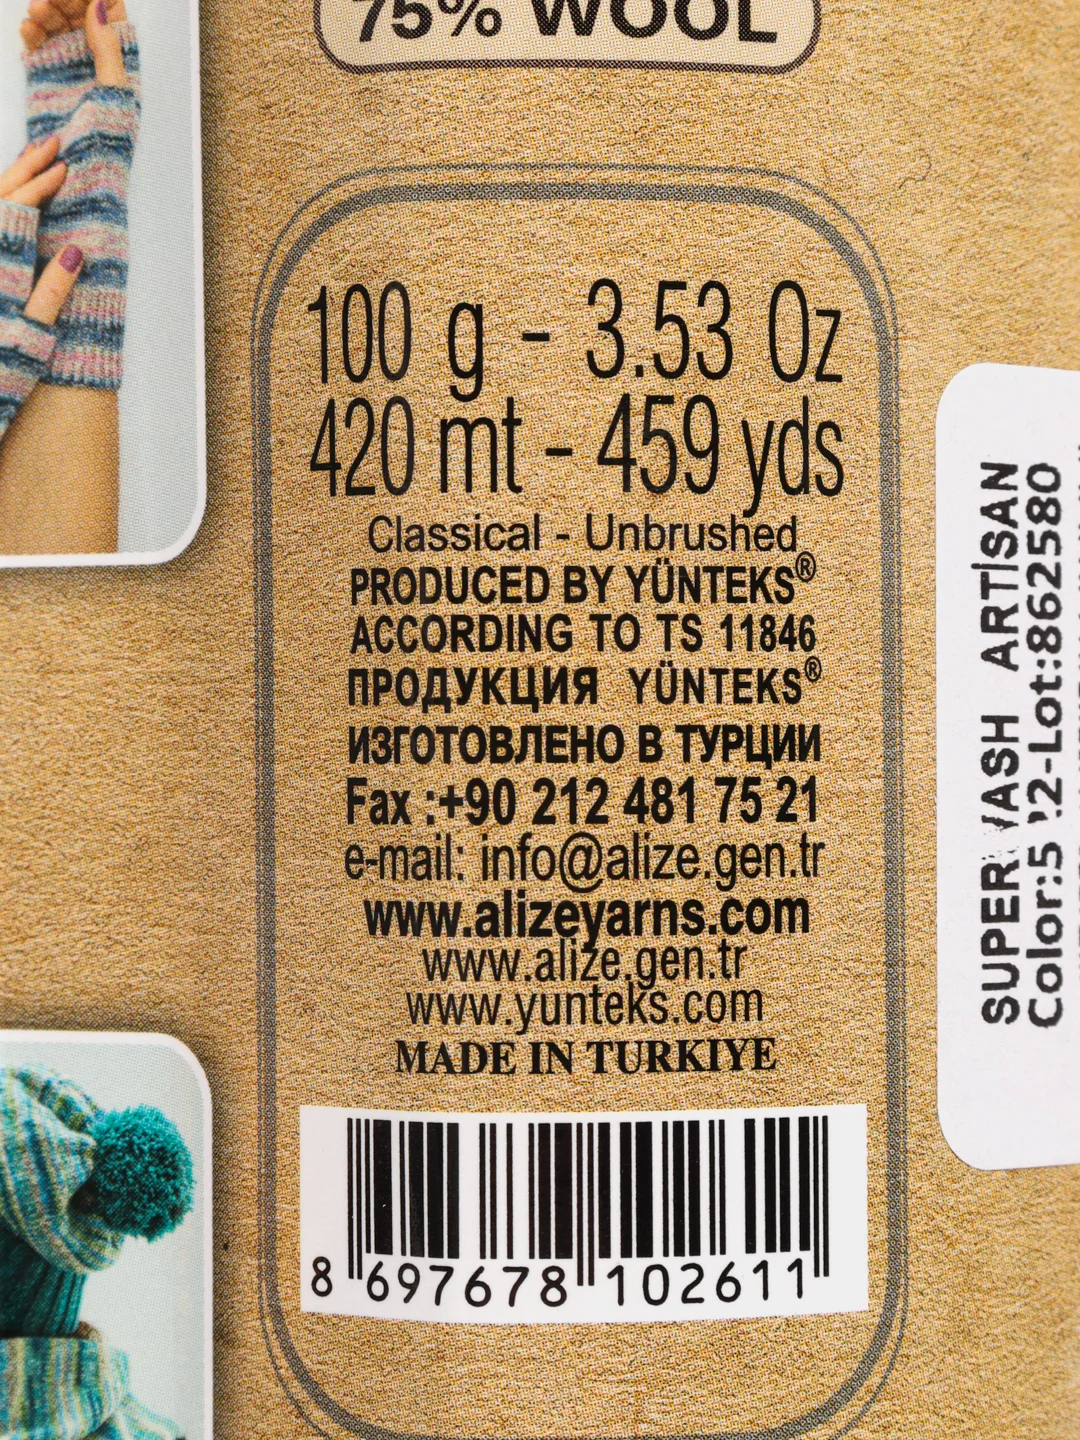 75% WOOL
100 g - 3.53 Oz
420 mt - 459 yds
Classical - Unbrushed
PRODUCED BY YÜNTEKS®
ACCORDING TO TS 11846
ПРОДУКЦИЯ YÜNTEKS®
ИЗГОТОВЛЕНО В ТУРЦИИ
Fax :+90 212 481 75 21
e-mail: info@alize.gen.tr
www.alizeyarns.com
www.alize.gen.tr
www.yunteks.com
MADE IN TURKIYE
8 697678 102611
SUPER ARTİSAN
Lot:862580